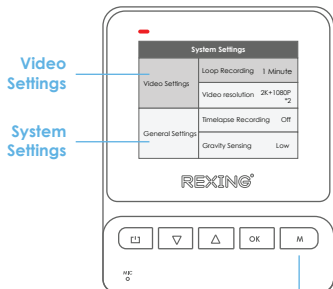 System Settings
Video
Settings
Video Settings
Loop Recording 1 Minute
Video resolution 2K+1080P
*2
System
Settings
General Settings
Timelapse Recording Off
Gravity Sensing Low
REXING®
OK M
MIC